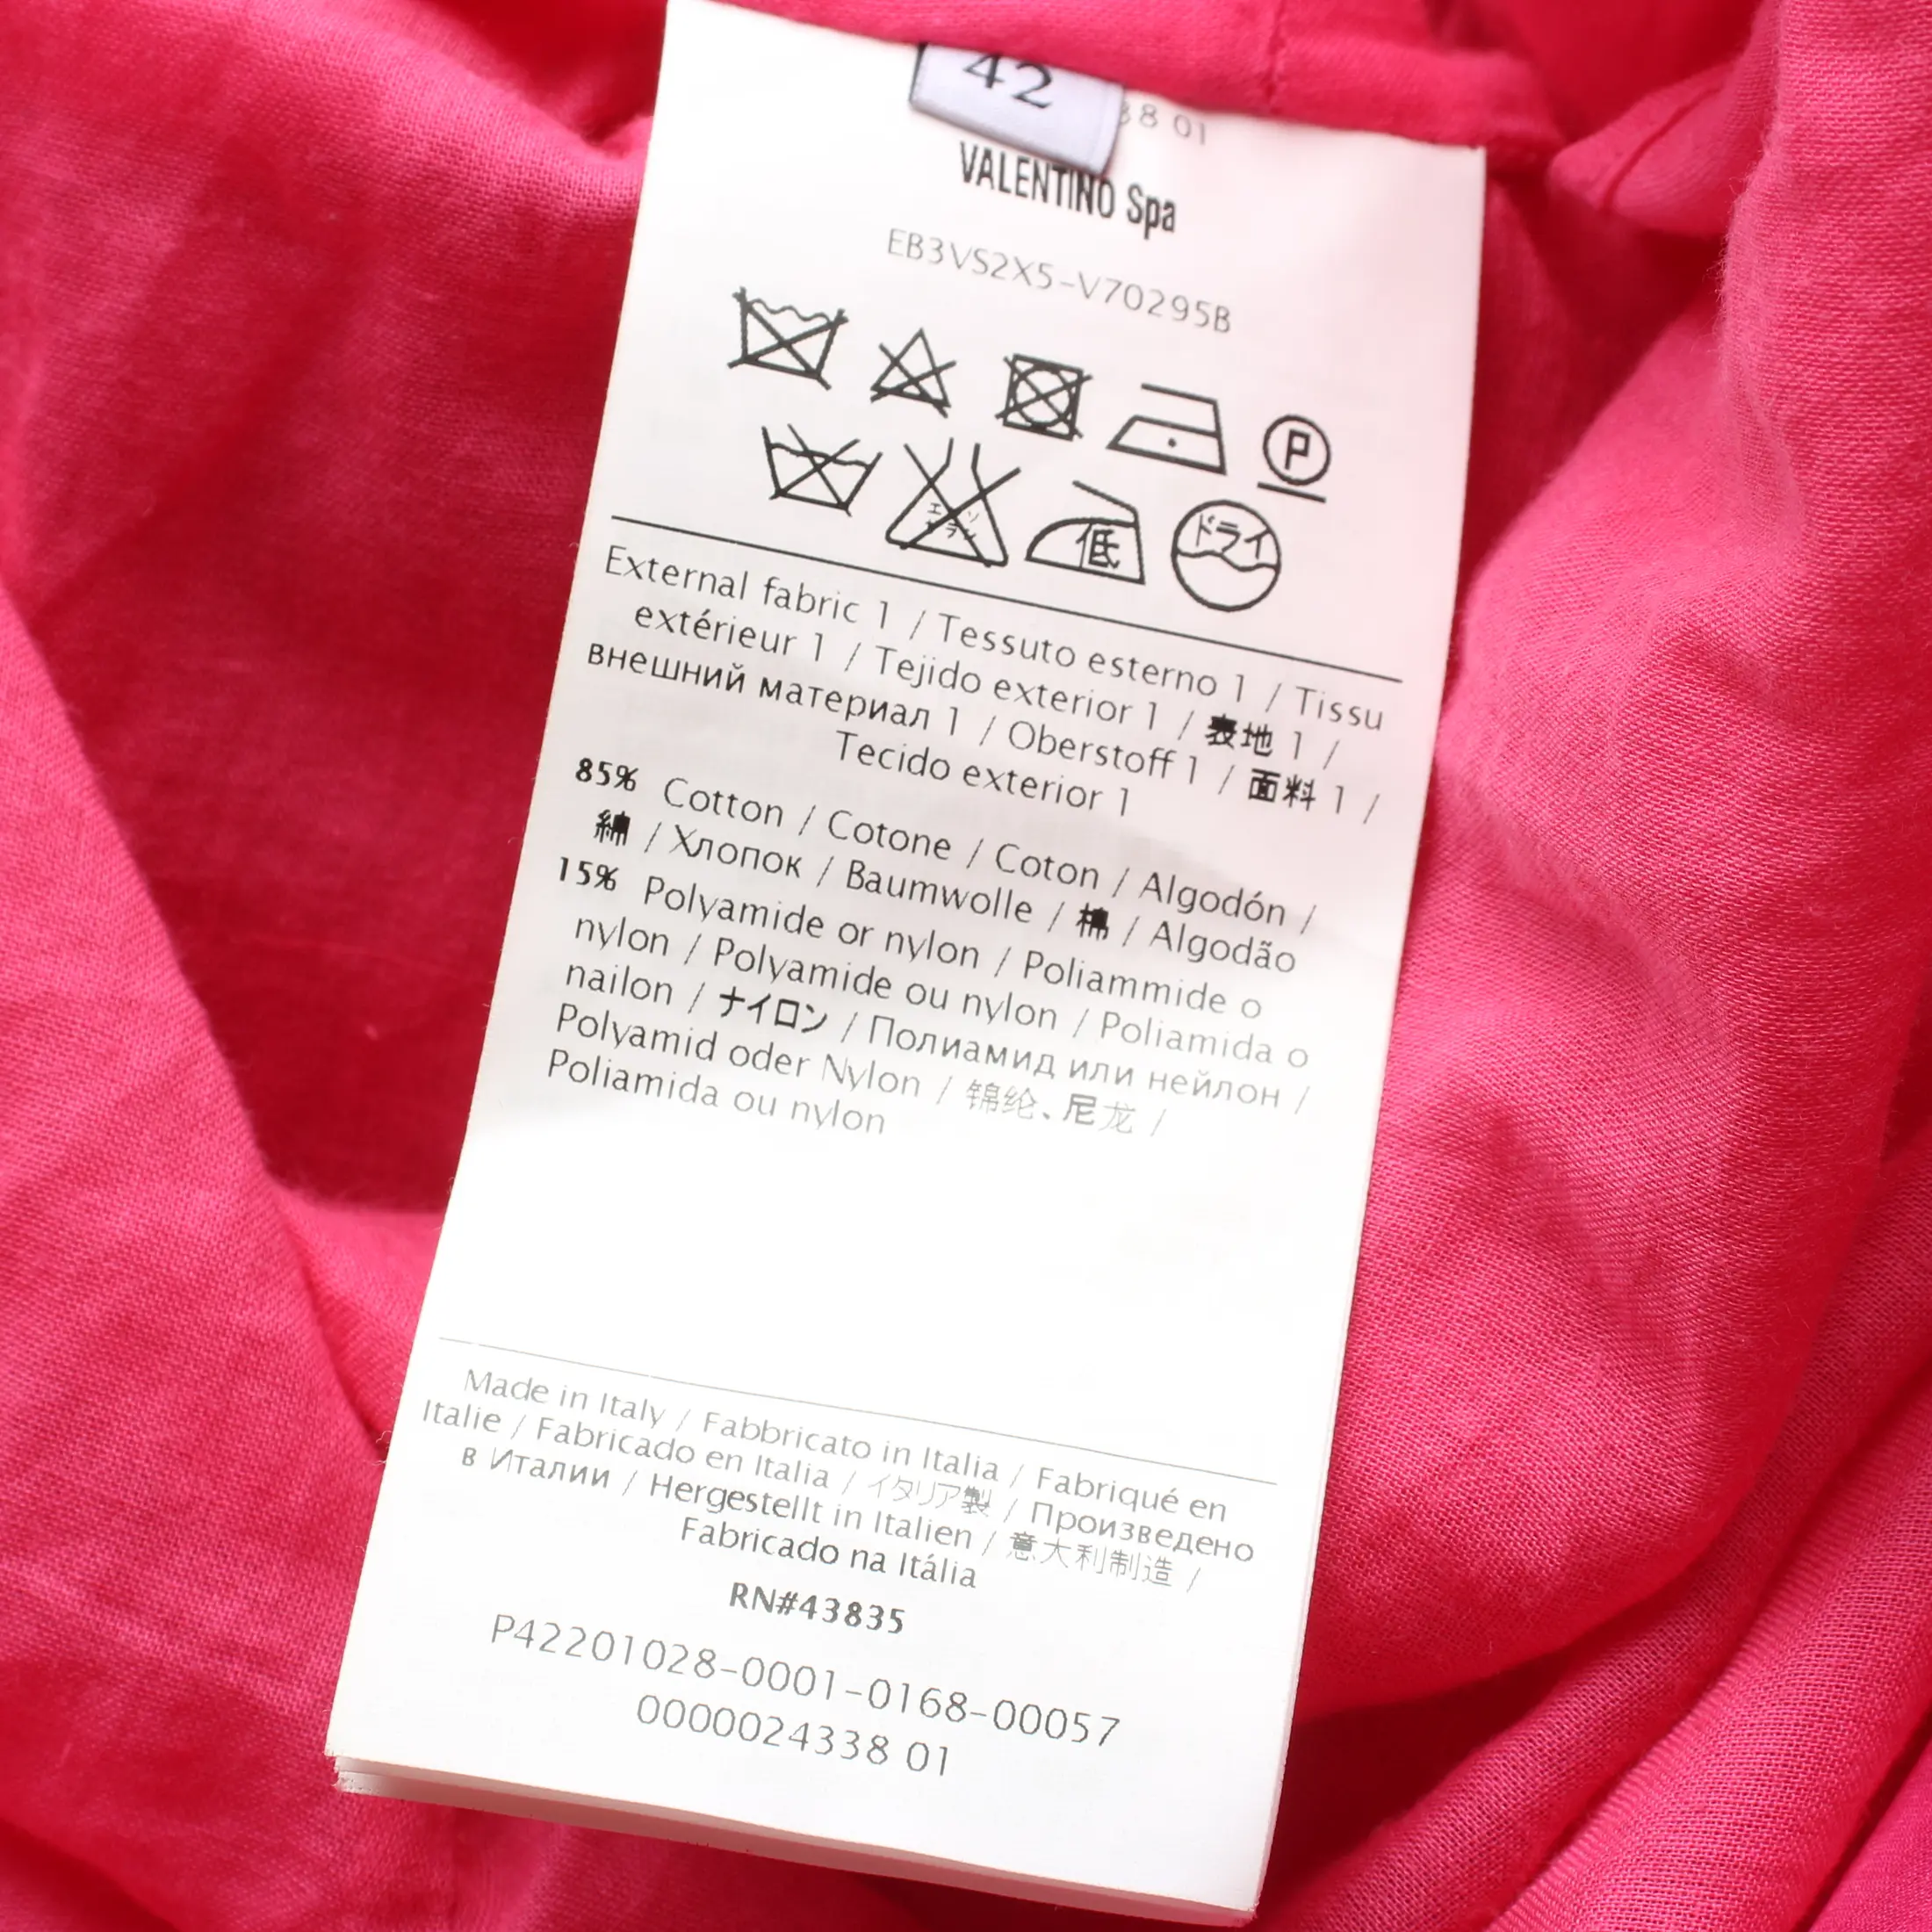 42
38 01
VALENTINO Spa
EB3VS2X5-V70295B
P
低
ドライ
External fabric 1 / Tessuto esterno 1 / Tissu
extérieur 1 / Tejido exterior 1 / 表地 1 /
внешний материал 1 / Oberstoff 1 / 面料 1 /
Tecido exterior 1
85% Cotton / Cotone / Coton / Algodón /
綿 / Хлопок / Baumwolle / 棉 / Algodão
15% Polyamide or nylon / Poliammide o
nylon / Polyamide ou nylon / Poliamida o
nailon / ナイロン / Полиамид или нейлон /
Polyamid oder Nylon / 锦纶、尼龙 /
Poliamida ou nylon
Made in Italy / Fabbricato in Italia / Fabriqué en
Italie / Fabricado en Italia / イタリア製 / Произведено
в Италии / Hergestellt in Italien / 意大利制造 /
Fabricado na Itália
RN#43835
P42201028-0001-0168-00057
0000024338 01